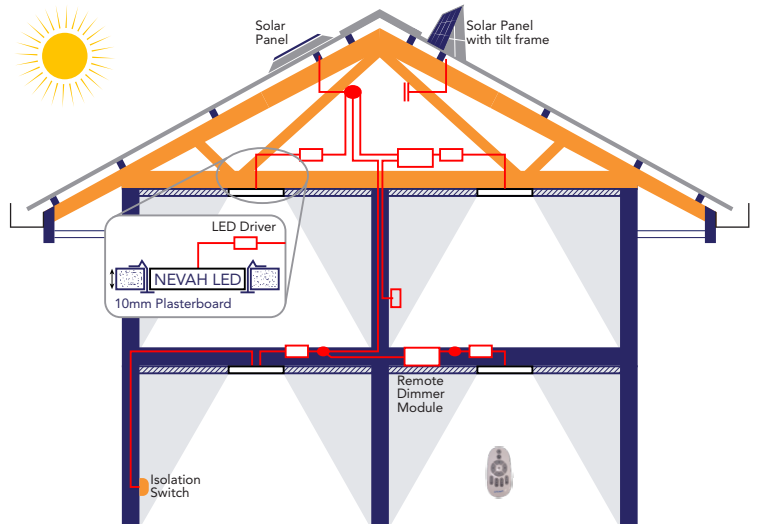 Solar
Panel
Solar Panel
with tilt frame
LED Driver
NEVAH LED
10mm Plasterboard
Remote
Dimmer
Module
Isolation
Switch